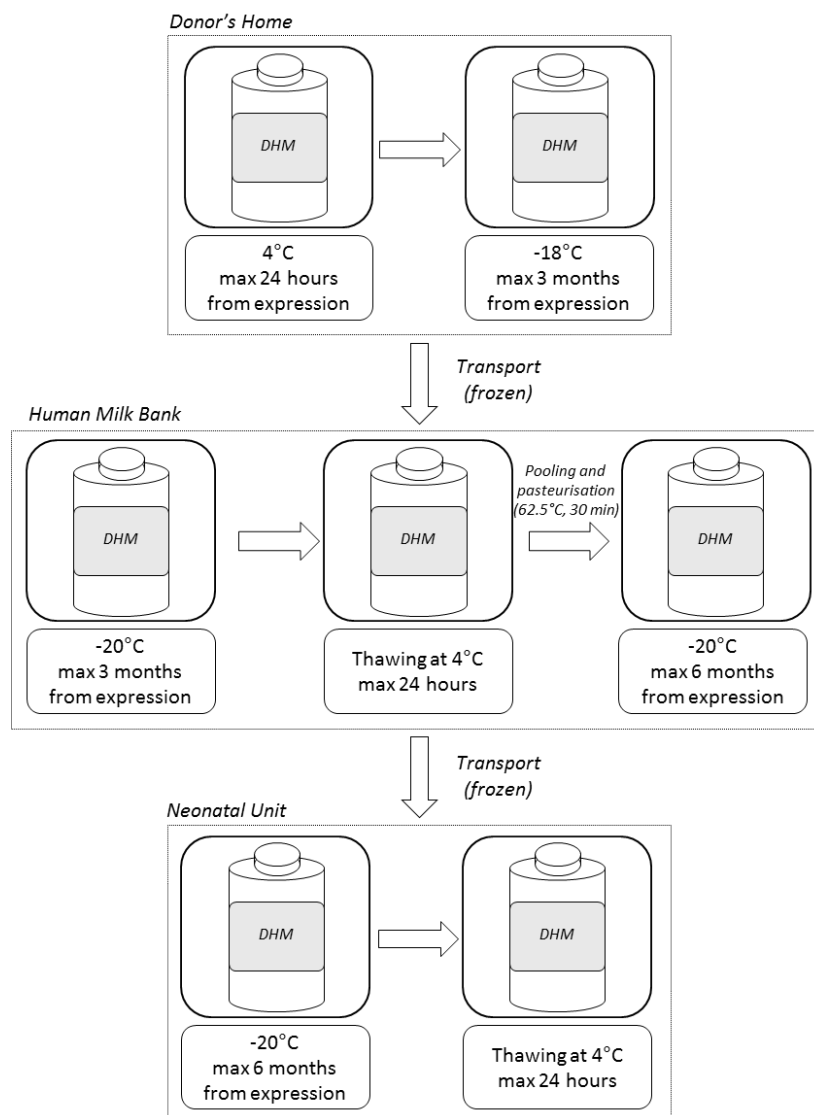 Donor's Home
DHM
DHM
4°C
max 24 hours
from expression
-18°C
max 3 months
from expression
Transport
(frozen)
Human Milk Bank
DHM
DHM
Pooling and
pasteurisation
(62.5°C, 30 min)
DHM
-20°C
max 3 months
from expression
Thawing at 4°C
max 24 hours
-20°C
max 6 months
from expression
Transport
(frozen)
Neonatal Unit
DHM
DHM
-20°C
max 6 months
from expression
Thawing at 4°C
max 24 hours